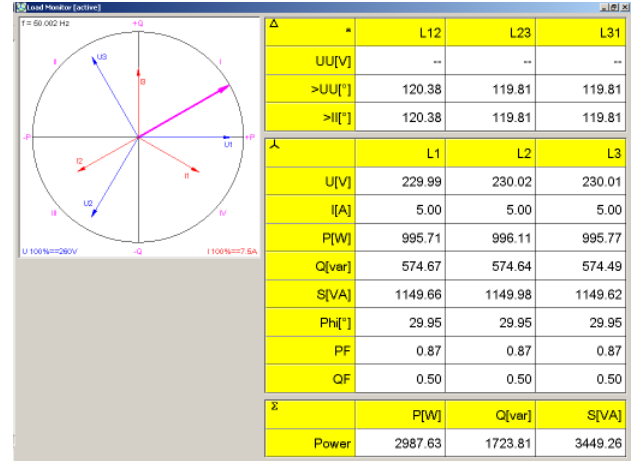 Load Monitor [active]
f = 50.002 Hz
+Q
U3
I3
II
I
-P
+P
U1
I2
I1
U2
III
IV
U 100%==260V
-Q
I 100%==7.5A
Δ * L12 L23 L31
UU[V] -- -- --
>UU[°] 120.38 119.81 119.81
>II[°] 120.38 119.81 119.81
L1 L2 L3
U[V] 229.99 230.02 230.01
I[A] 5.00 5.00 5.00
P[W] 995.71 996.11 995.77
Q[var] 574.67 574.64 574.49
S[VA] 1149.66 1149.98 1149.62
Phi[°] 29.95 29.95 29.95
PF 0.87 0.87 0.87
QF 0.50 0.50 0.50
Σ P[W] Q[var] S[VA]
Power 2987.63 1723.81 3449.26